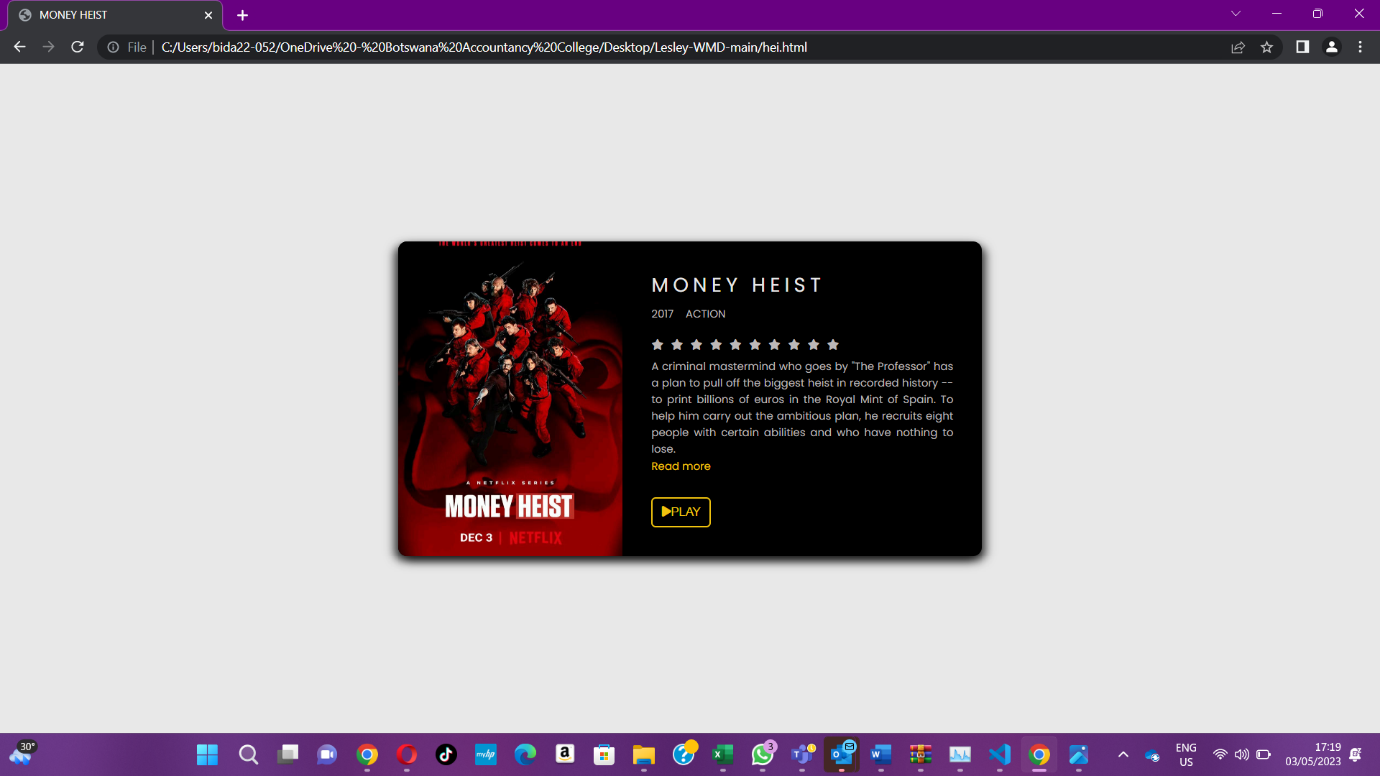 MONEY HEIST
File
C:/Users/bida22-052/OneDrive%20-%20Botswana%20Accountancy%20College/Desktop/Lesley-WMD-main/hei.html
MONEY HEIST
2017 ACTION
A criminal mastermind who goes by "The Professor" has
a plan to pull off the biggest heist in recorded history --
to print billions of euros in the Royal Mint of Spain. To
help him carry out the ambitious plan, he recruits eight
people with certain abilities and who have nothing to
lose.
Read more
PLAY
A NETFLIX SERIES
MONEY HEIST
DEC 3 | NETFLIX
30°
myhp
a
3
ENG
US
17:19
03/05/2023